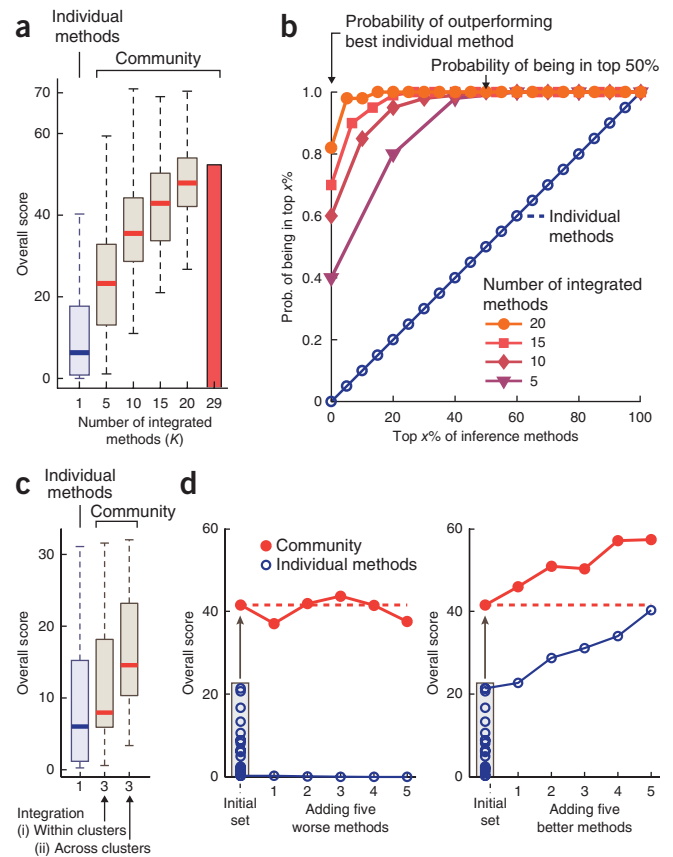 a
Individual
methods
Community
70
60
40
20
0
Overall score
1 5 10 15 20 29
Number of integrated
methods (K)
b
Probability of outperforming
best individual method
Probability of being in top 50%
1.0
0.8
0.6
0.4
0.2
0
Prob. of being in top x%
Individual
methods
Number of integrated
methods
20
15
10
5
0 20 40 60 80 100
Top x% of inference methods
c
Individual
methods
Community
30
20
10
0
Overall score
1 3 3
Integration
(i) Within clusters
(ii) Across clusters
d
60
40
20
0
Overall score
Community
Individual methods
Initial
set
1 2 3 4 5
Adding five
worse methods
60
40
20
0
Overall score
Initial
set
1 2 3 4 5
Adding five
better methods